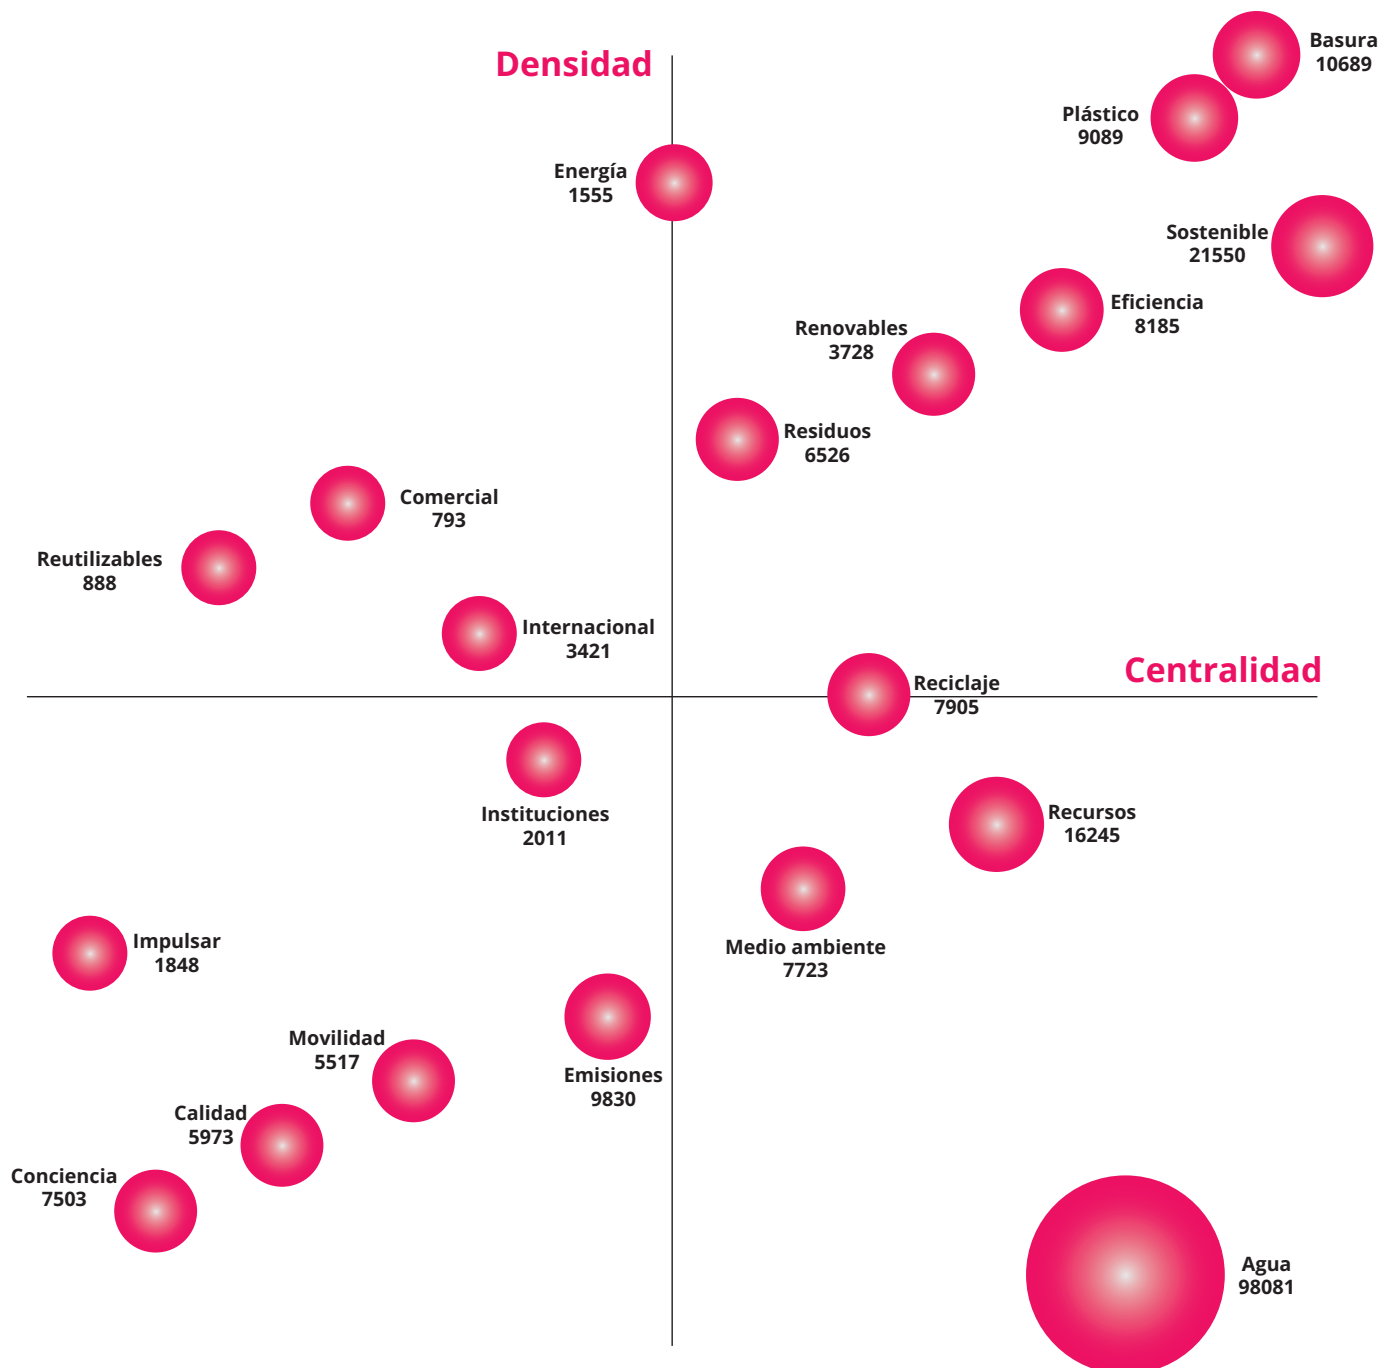 Basura
10689
Densidad
Plástico
9089
Energía
1555
Sostenible
21550
Eficiencia
8185
Renovables
3728
Residuos
6526
Comercial
793
Reutilizables
888
Internacional
3421
Centralidad
Reciclaje
7905
Recursos
16245
Instituciones
2011
Medio ambiente
7723
Impulsar
1848
Movilidad
5517
Emisiones
9830
Calidad
5973
Conciencia
7503
Agua
98081